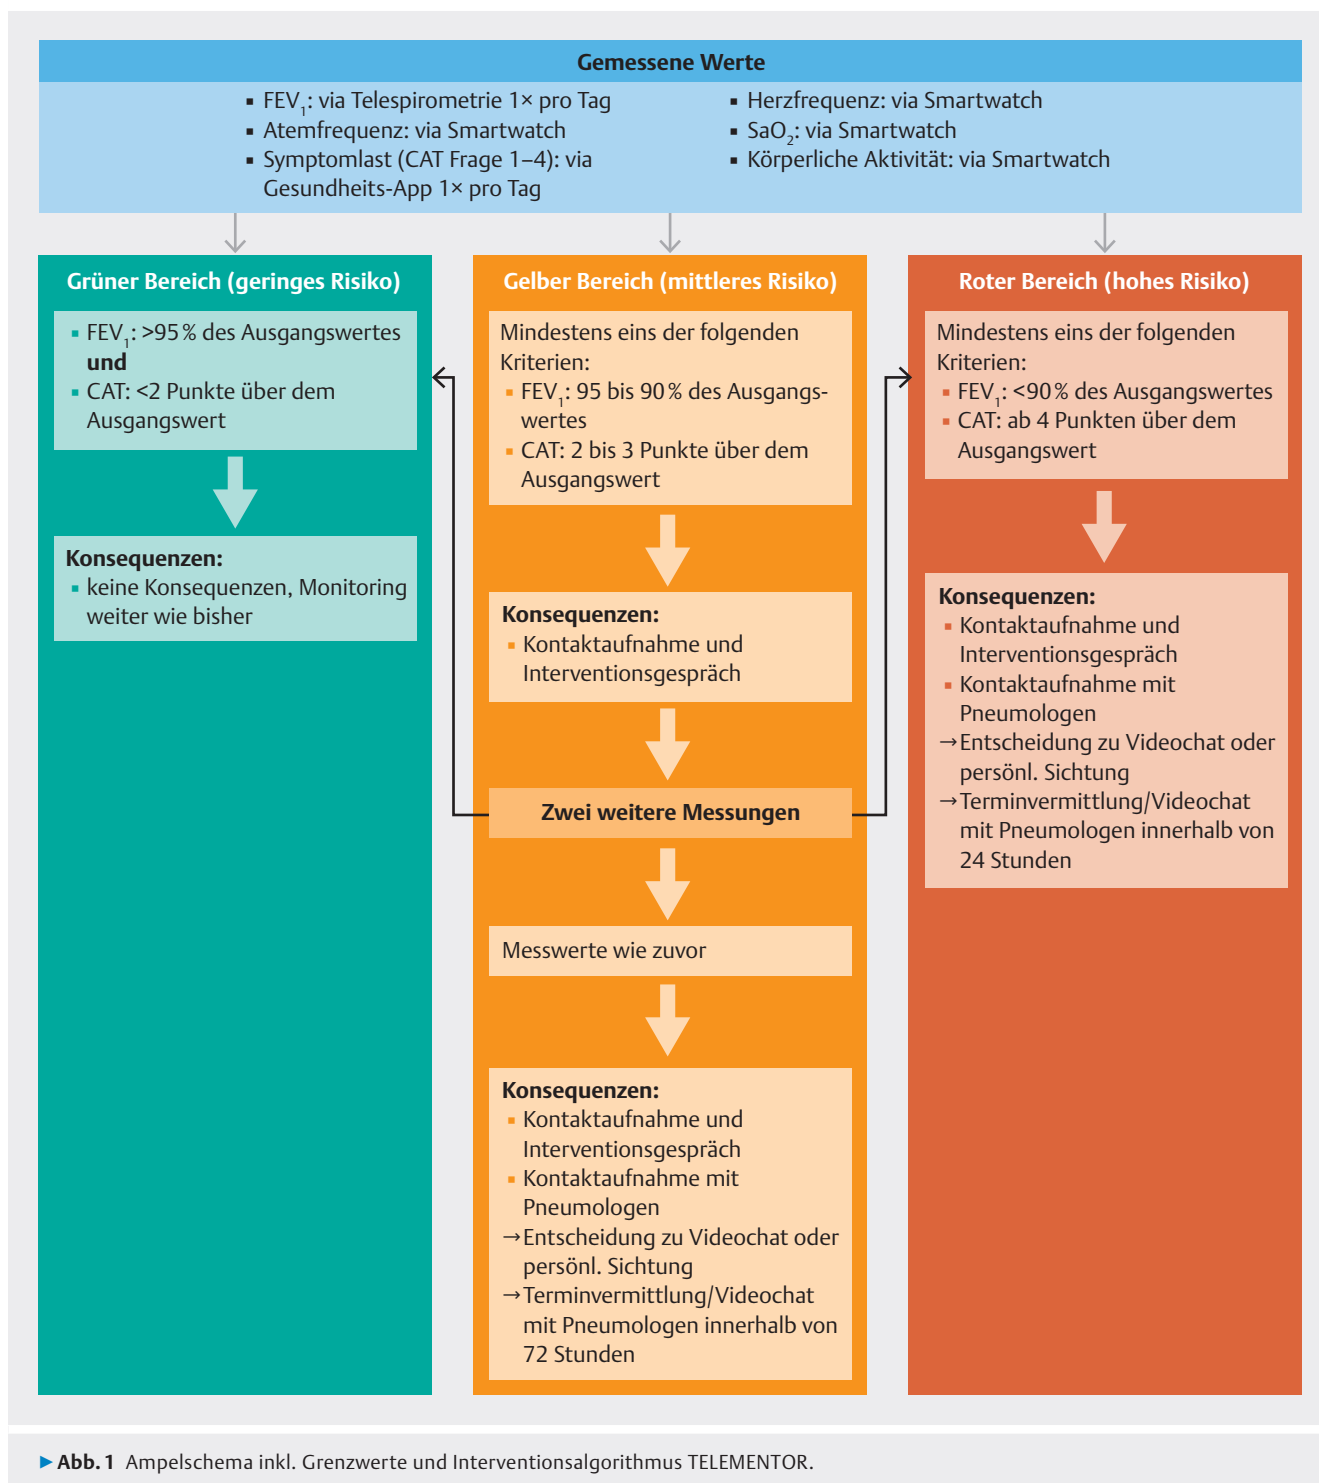 Gemessene Werte
▪ FEV₁: via Telespirometrie 1× pro Tag
▪ Atemfrequenz: via Smartwatch
▪ Symptomlast (CAT Frage 1–4): via
Gesundheits-App 1× pro Tag
▪ Herzfrequenz: via Smartwatch
▪ SaO₂: via Smartwatch
▪ Körperliche Aktivität: via Smartwatch
Grüner Bereich (geringes Risiko)
▪ FEV₁: >95 % des Ausgangswertes
und
▪ CAT: <2 Punkte über dem
Ausgangswert
Konsequenzen:
▪ keine Konsequenzen, Monitoring
weiter wie bisher
Gelber Bereich (mittleres Risiko)
Mindestens eins der folgenden
Kriterien:
▪ FEV₁: 95 bis 90 % des Ausgangs-
wertes
▪ CAT: 2 bis 3 Punkte über dem
Ausgangswert
Konsequenzen:
▪ Kontaktaufnahme und
Interventionsgespräch
Zwei weitere Messungen
Messwerte wie zuvor
Konsequenzen:
▪ Kontaktaufnahme und
Interventionsgespräch
▪ Kontaktaufnahme mit
Pneumologen
→ Entscheidung zu Videochat oder
persönl. Sichtung
→ Terminvermittlung/Videochat
mit Pneumologen innerhalb von
72 Stunden
Roter Bereich (hohes Risiko)
Mindestens eins der folgenden
Kriterien:
▪ FEV₁: <90 % des Ausgangswertes
▪ CAT: ab 4 Punkten über dem
Ausgangswert
Konsequenzen:
▪ Kontaktaufnahme und
Interventionsgespräch
▪ Kontaktaufnahme mit
Pneumologen
→ Entscheidung zu Videochat oder
persönl. Sichtung
→ Terminvermittlung/Videochat
mit Pneumologen innerhalb von
24 Stunden
▶ Abb. 1 Ampelschema inkl. Grenzwerte und Interventionsalgorithmus TELEMENTOR.